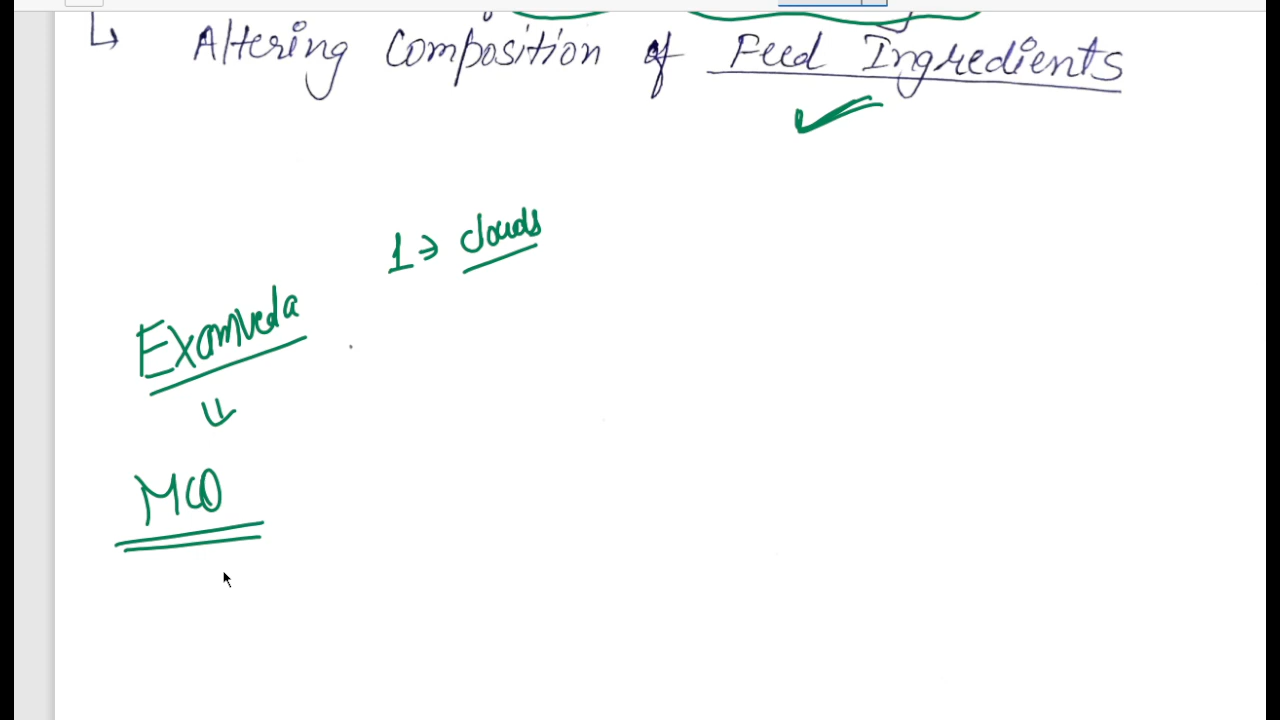 ↳ Altering Composition of Feed Ingredients
1 → clouds
Examveda
MCQ